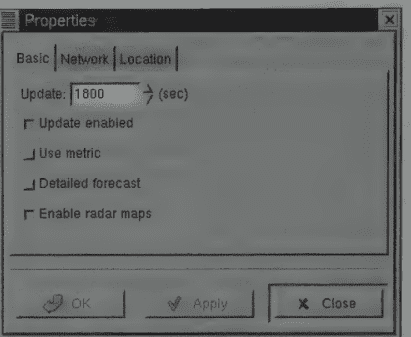 Properties
Basic Network Location
Update: 1800 (sec)
Update enabled
Use metric
Detailed forecast
Enable radar maps
OK Apply Close